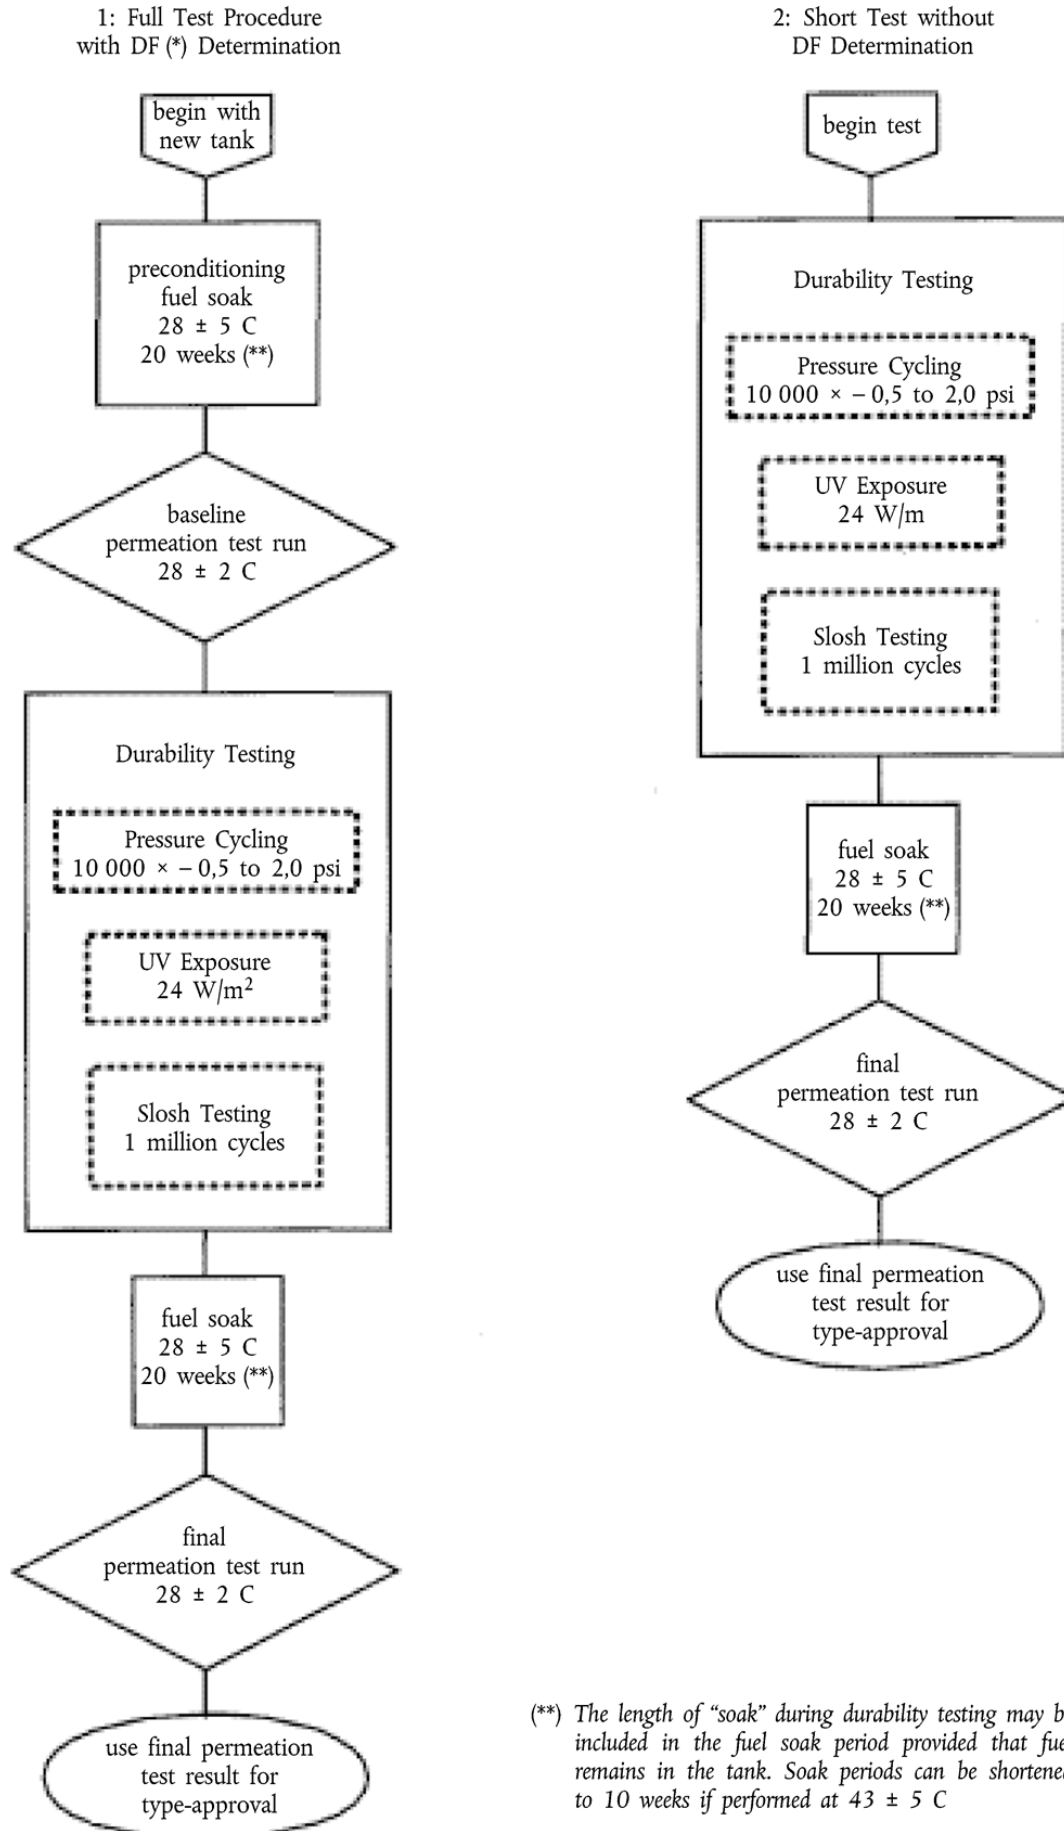 1: Full Test Procedure
with DF (*) Determination
begin with
new tank
preconditioning
fuel soak
28 ± 5 C
20 weeks (**)
baseline
permeation test run
28 ± 2 C
Durability Testing
Pressure Cycling
10 000 × – 0,5 to 2,0 psi
UV Exposure
24 W/m²
Slosh Testing
1 million cycles
fuel soak
28 ± 5 C
20 weeks (**)
final
permeation test run
28 ± 2 C
use final permeation
test result for
type-approval
2: Short Test without
DF Determination
begin test
Durability Testing
Pressure Cycling
10 000 × – 0,5 to 2,0 psi
UV Exposure
24 W/m
Slosh Testing
1 million cycles
fuel soak
28 ± 5 C
20 weeks (**)
final
permeation test run
28 ± 2 C
use final permeation
test result for
type-approval
(**) The length of “soak” during durability testing may
included in the fuel soak period provided that
remains in the tank. Soak periods can be
to 10 weeks if performed at 43 ± 5 C